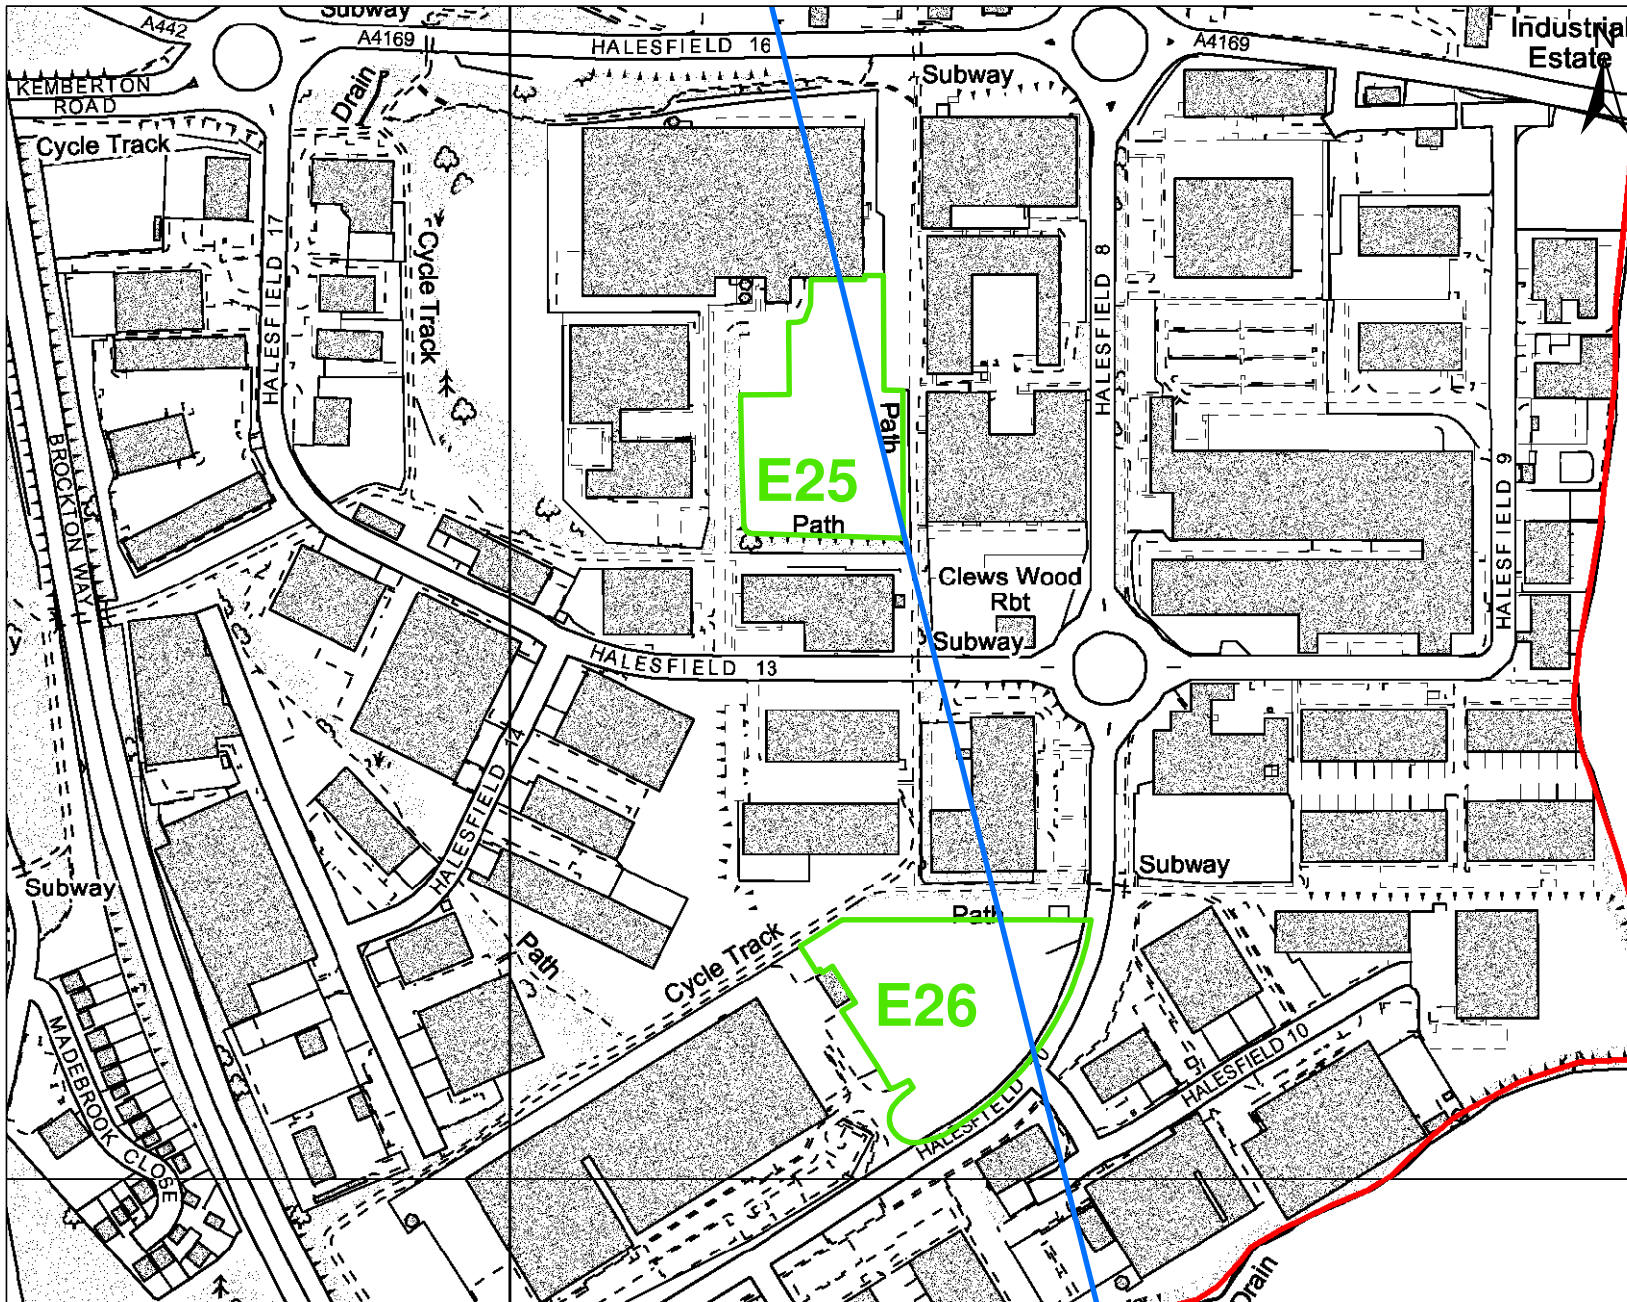 Subway
A442
A4169
HALESFIELD 16
A4169
Industrial
Estate
N
KEMBERTON
ROAD
Drain
Subway
Cycle Track
HALESFIELD 17
Cycle Track
HALESFIELD 8
Path
E25
Path
BROCKTON WAY
HALESFIELD 9
Clews Wood
Rbt
Subway
HALESFIELD 13
HALESFIELD 14
Subway
Subway
Path
Cycle Track
Path
E26
MADEBROOK CLOSE
HALESFIELD 10
HALESFIELD
Drain